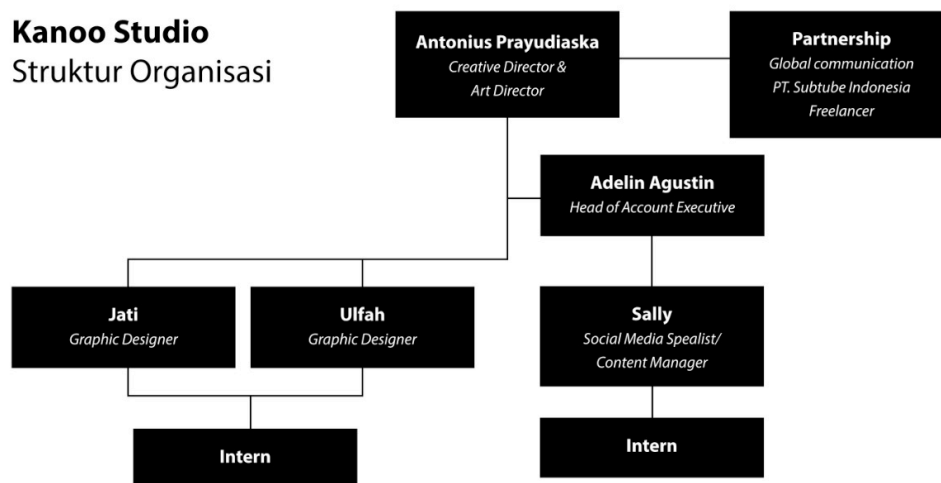 Kanoo Studio
Struktur Organisasi
Antonius Prayudiaska
Creative Director &
Art Director
Partnership
Global communication
PT. Subtube Indonesia
Freelancer
Adelin Agustin
Head of Account Executive
Jati
Graphic Designer
Ulfah
Graphic Designer
Sally
Social Media Spealist/
Content Manager
Intern
Intern